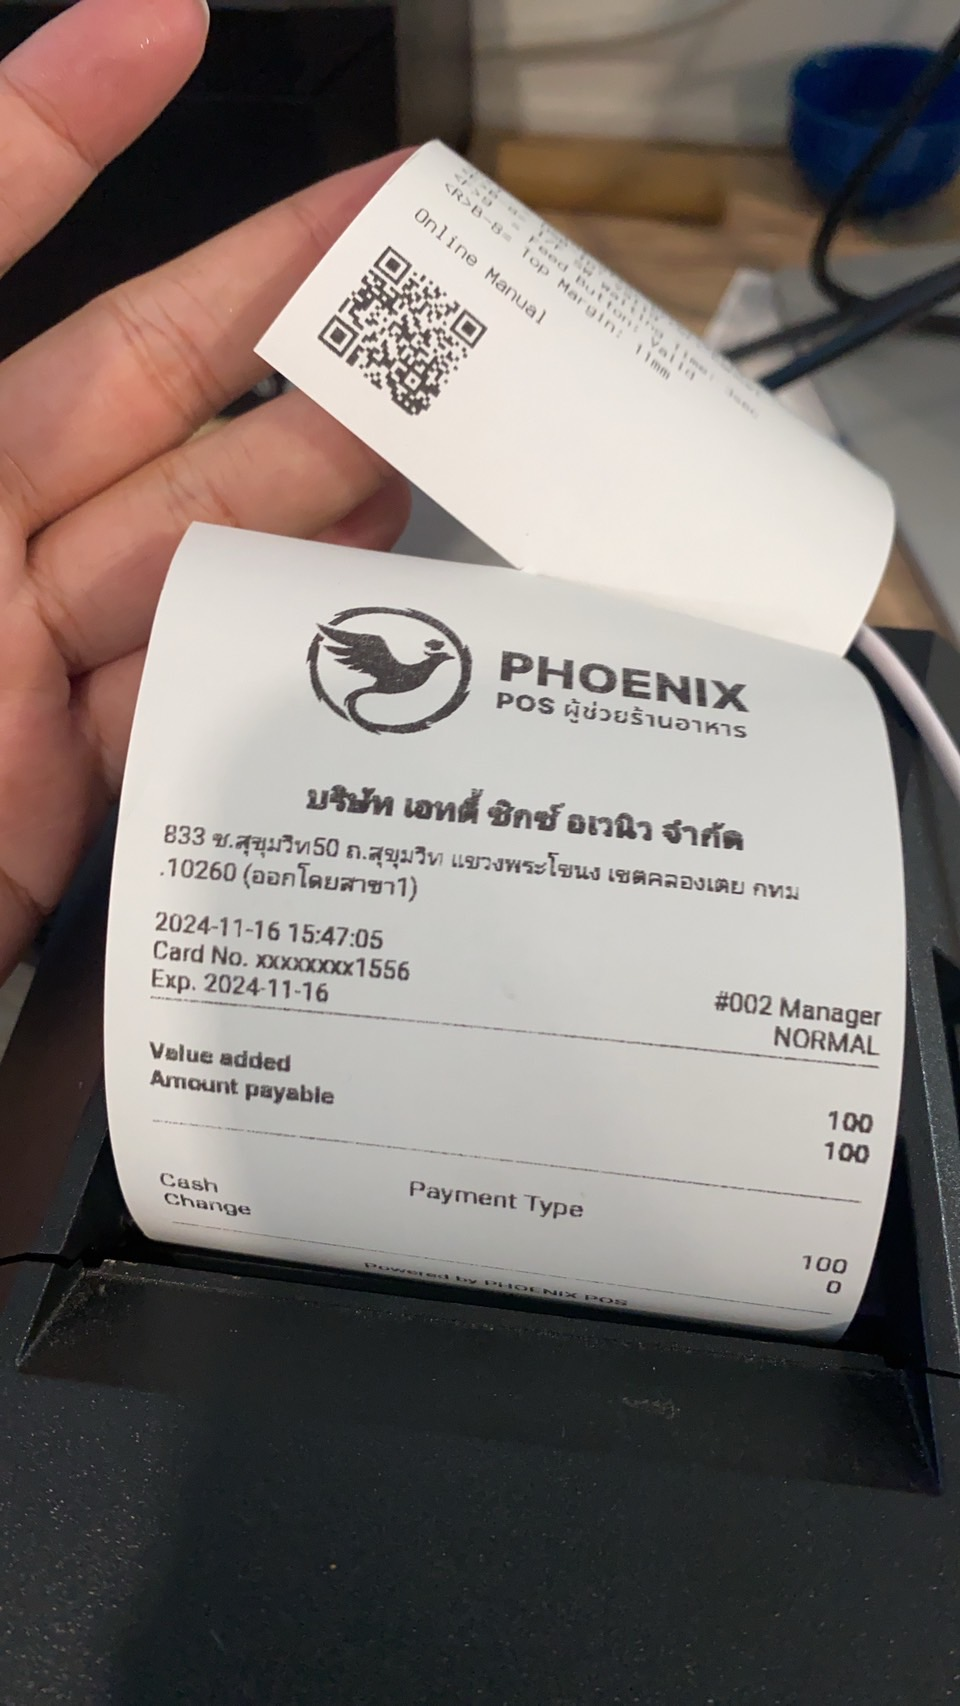 <R>B-8= Top Margin: 11mm
Online Manual
PHOENIX
POS ผู้ช่วยร้านอาหาร
บริษัท เอทตี้ ซิกซ์ อเวนิว จำกัด
833 ซ.สุขุมวิท50 ถ.สุขุมวิท แขวงพระโขนง เขตคลองเตย กทม
.10260 (ออกโดยสาขา1)
2024-11-16 15:47:05
Card No. xxxxxxxx1556
Exp. 2024-11-16
#002 Manager
NORMAL
Value added 100
Amount payable 100
Payment Type
Cash 100
Change 0
Powered by PHOENIX POS